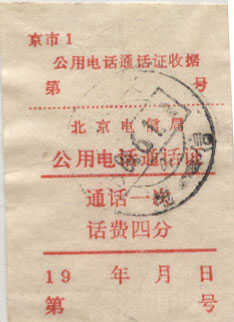 京市1
公用电话通话证收据
第 号
北京电信局
公用电话通话证
通话一次
话费四分
19 年 月 日
第 号